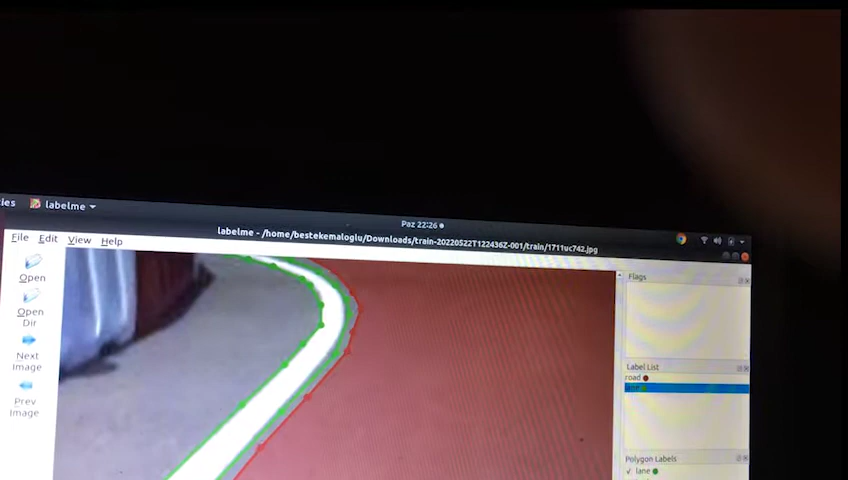 ies labelme Paz 22:26
labelme - /home/bestekemaloglu/Downloads/train-20220522T122436Z-001/train/1711uc742.jpg
File Edit View Help
Open
Open
Dir
Next
Image
Prev
Image
Flags
Label List
road
lane
Polygon Labels
lane